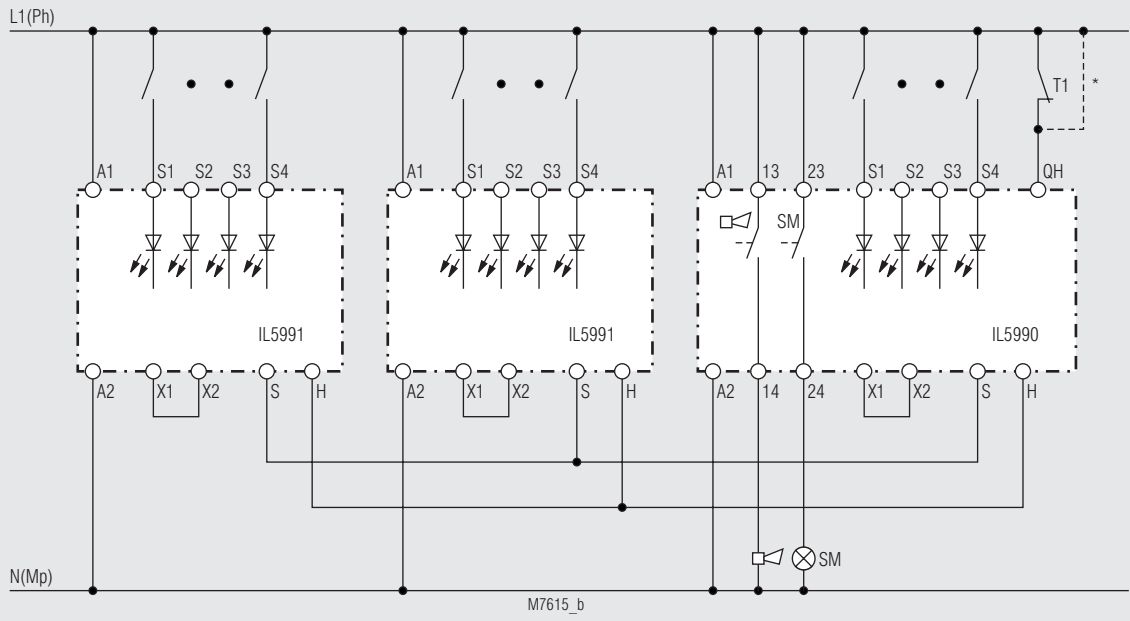 L1(Ph)
T1 *
A1 S1 S2 S3 S4 A1 S1 S2 S3 S4 A1 13 23 S1 S2 S3 S4 QH
SM
IL5991 IL5991 IL5990
A2 X1 X2 S H A2 X1 X2 S H A2 14 24 X1 X2 S H
SM
N(Mp)
M7615_b